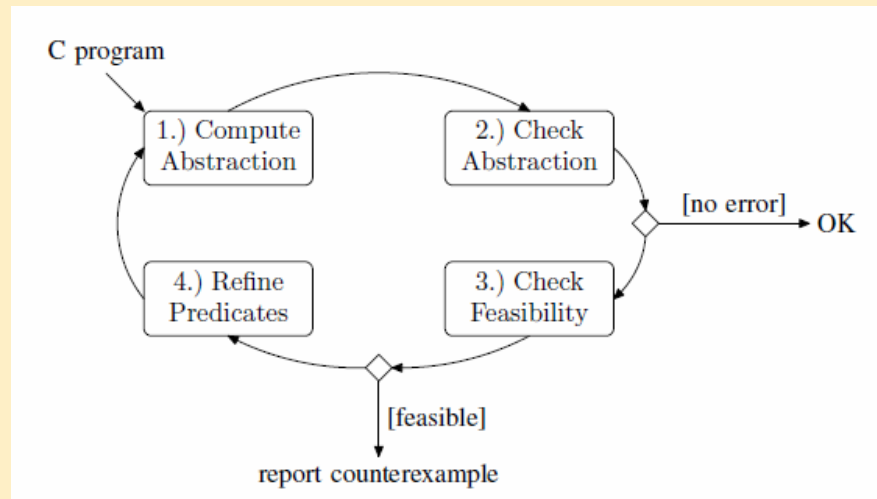 C program
1.) Compute
Abstraction
2.) Check
Abstraction
[no error]
OK
4.) Refine
Predicates
3.) Check
Feasibility
[feasible]
report counterexample